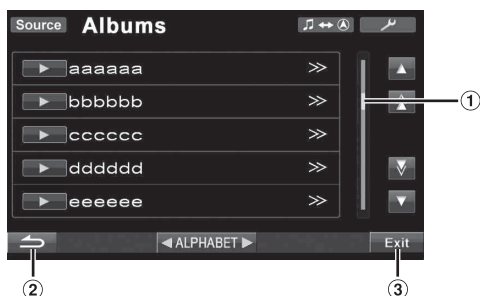 Source Albums
aaaaaa
bbbbbb
cccccc
dddddd
eeeeee
ALPHABET
Exit
1
2
3